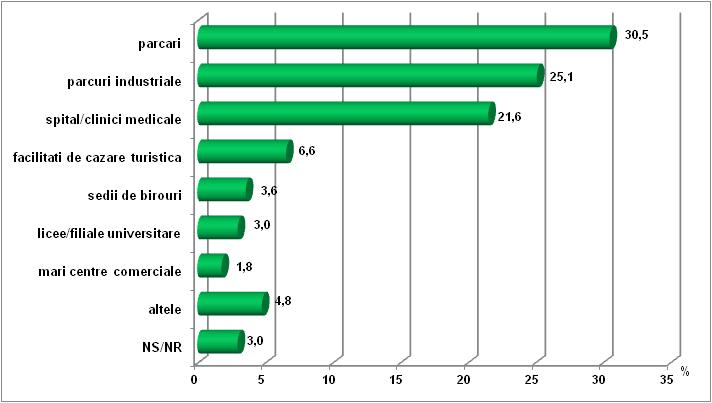 parcari 30,5
parcuri industriale 25,1
spital/clinici medicale 21,6
facilitati de cazare turistica 6,6
sedii de birouri 3,6
licee/filiale universitare 3,0
mari centre comerciale 1,8
altele 4,8
NS/NR 3,0
0 5 10 15 20 25 30 35 %